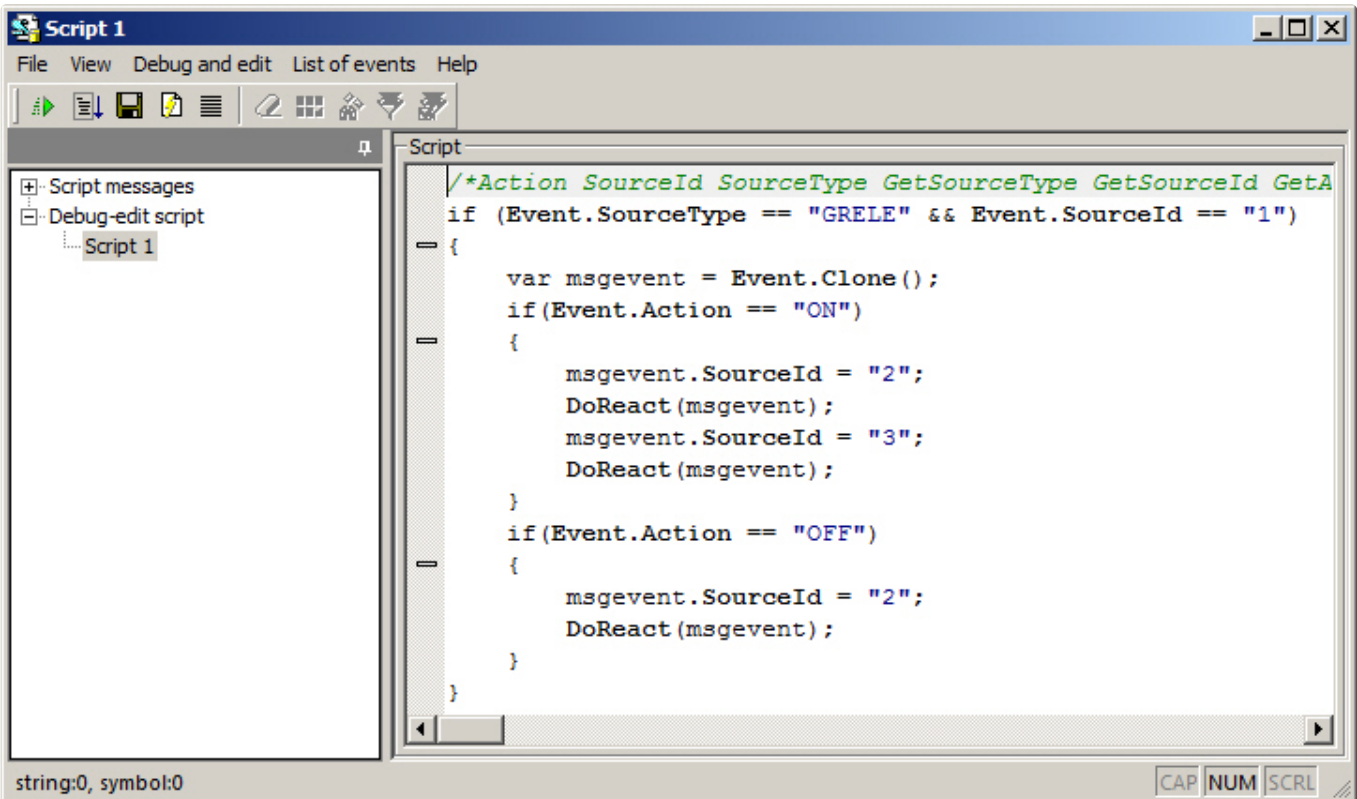 Script 1
File View Debug and edit List of events Help
Script
Script messages
Debug-edit script
Script 1
/*Action SourceId SourceType GetSourceType GetSourceId GetA
if (Event.SourceType == "GRELE" && Event.SourceId == "1")
{
    var msgevent = Event.Clone();
    if(Event.Action == "ON")
    {
        msgevent.SourceId = "2";
        DoReact(msgevent);
        msgevent.SourceId = "3";
        DoReact(msgevent);
    }
    if(Event.Action == "OFF")
    {
        msgevent.SourceId = "2";
        DoReact(msgevent);
    }
}
string:0, symbol:0 CAP NUM SCRL